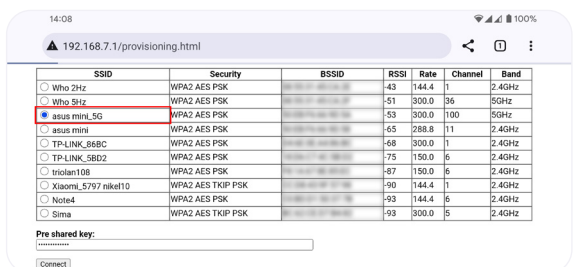 14:08 100%
192.168.7.1/provisioning.html 1
SSID Security BSSID RSSI Rate Channel Band
Who 2Hz WPA2 AES PSK -43 144.4 1 2.4GHz
Who 5Hz WPA2 AES PSK -51 300.0 36 5GHz
asus mini_5G WPA2 AES PSK -53 300.0 100 5GHz
asus mini WPA2 AES PSK -65 288.8 11 2.4GHz
TP-LINK_86BC WPA2 AES PSK -68 300.0 1 2.4GHz
TP-LINK_5BD2 WPA2 AES PSK -75 150.0 6 2.4GHz
triolan108 WPA2 AES PSK -87 150.0 6 2.4GHz
Xiaomi_5797 nikel10 WPA2 AES TKIP PSK -90 144.4 1 2.4GHz
Note4 WPA2 AES PSK -93 144.4 6 2.4GHz
Sima WPA2 AES TKIP PSK -93 300.0 5 2.4GHz
Pre shared key:
Connect